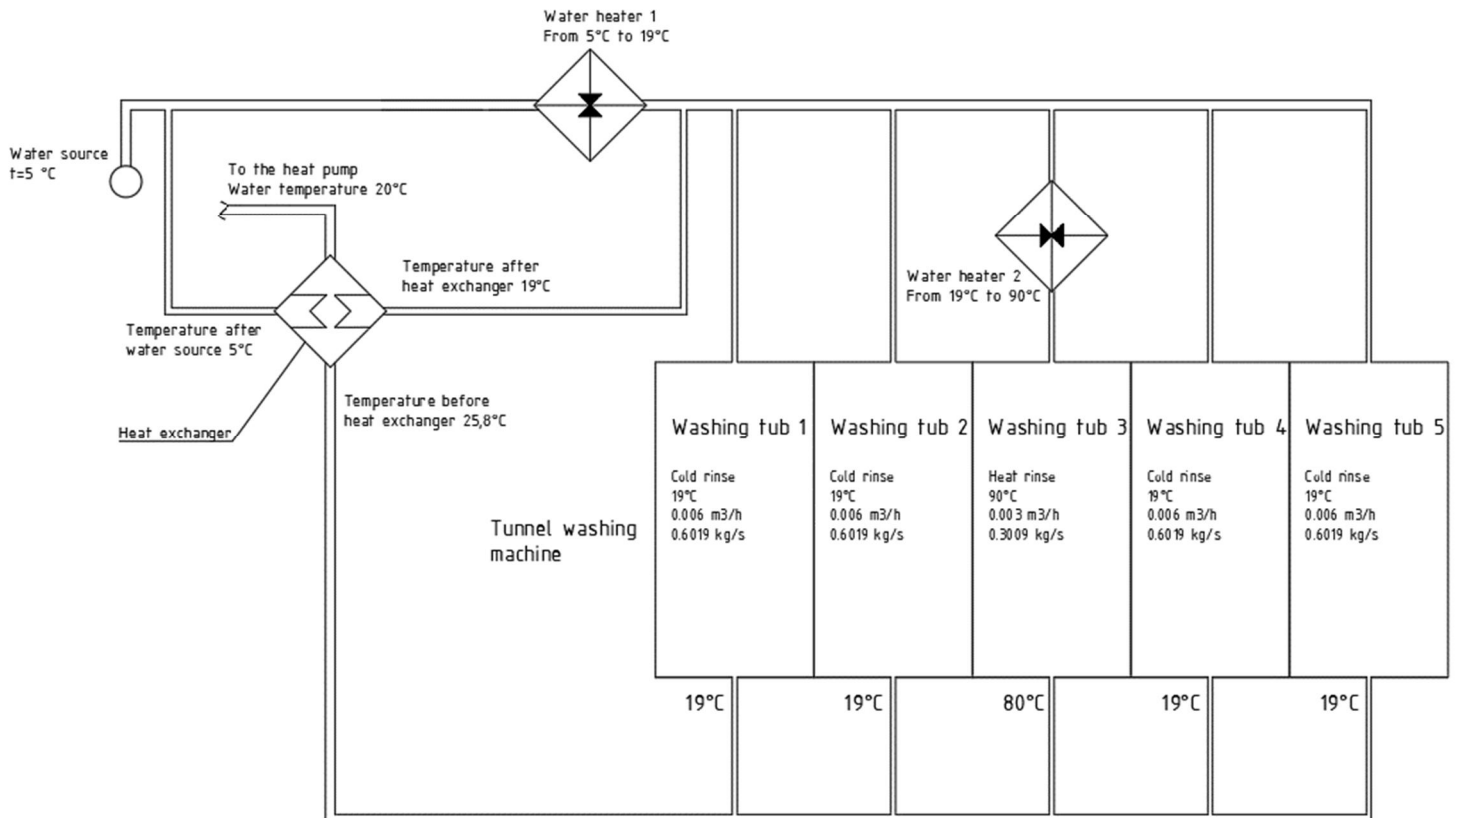 Water heater 1
From 5°C to 19°C
Water source
t=5 °C
To the heat pump
Water temperature 20°C
Temperature after
heat exchanger 19°C
Water heater 2
From 19°C to 90°C
Temperature after
water source 5°C
Temperature before
heat exchanger 25,8°C
Heat exchanger
Tunnel washing
machine
Washing tub 1
Cold rinse
19°C
0.006 m3/h
0.6019 kg/s
Washing tub 2
Cold rinse
19°C
0.006 m3/h
0.6019 kg/s
Washing tub 3
Heat rinse
90°C
0.003 m3/h
0.3009 kg/s
Washing tub 4
Cold rinse
19°C
0.006 m3/h
0.6019 kg/s
Washing tub 5
Cold rinse
19°C
0.006 m3/h
0.6019 kg/s
19°C
19°C
80°C
19°C
19°C